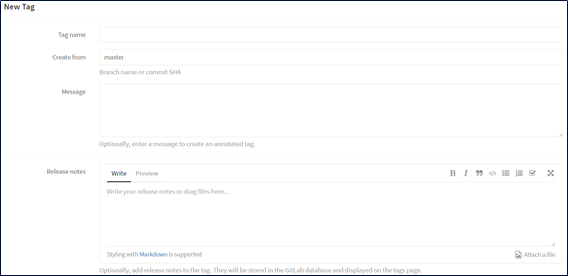 New Tag
Tag name
Create from master
Branch name or commit SHA
Message
Optionally, enter a message to create an annotated tag.
Release notes Write Preview B I
Write your release notes or drag files here...
Styling with Markdown is supported Attach a file
Optionally, add release notes to the tag. They will be stored in the GitLab database and displayed on the tags page.